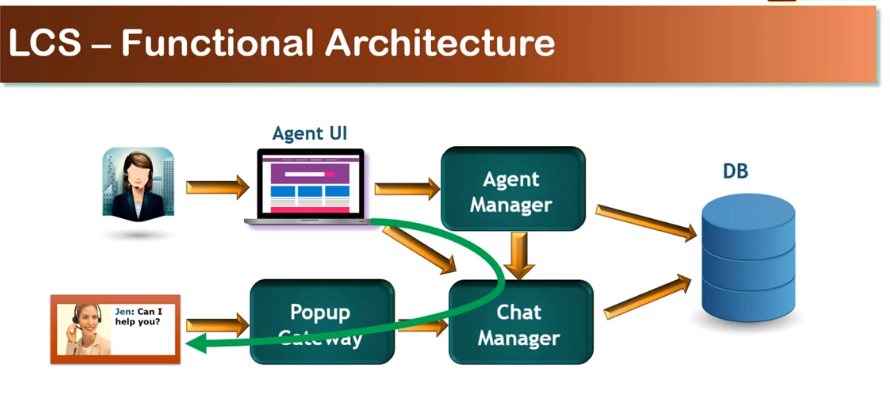 LCS – Functional Architecture
Agent UI
Agent
Manager
DB
Jen: Can I
help you?
Popup
Gateway
Chat
Manager